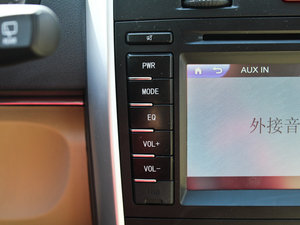 PWR
MODE
EQ
VOL+
VOL-
AUX IN
外接音